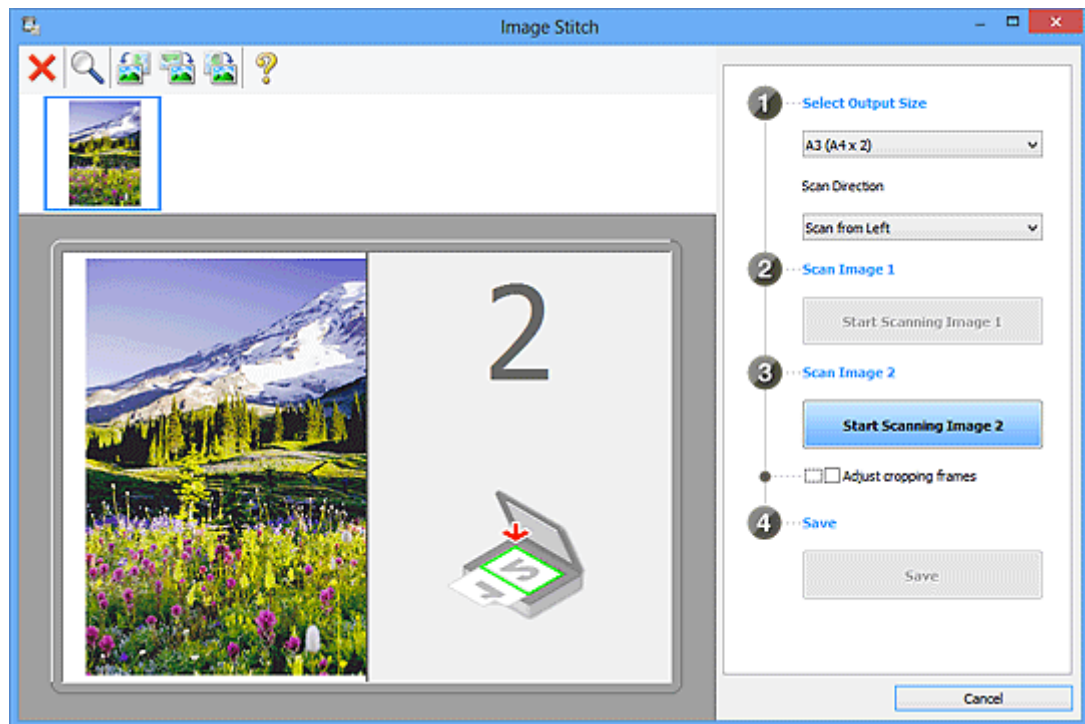 Image Stitch
1 Select Output Size
A3 (A4 x 2)
Scan Direction
Scan from Left
2 Scan Image 1
Start Scanning Image 1
3 Scan Image 2
Start Scanning Image 2
Adjust cropping frames
4 Save
Save
2
1 2
Cancel